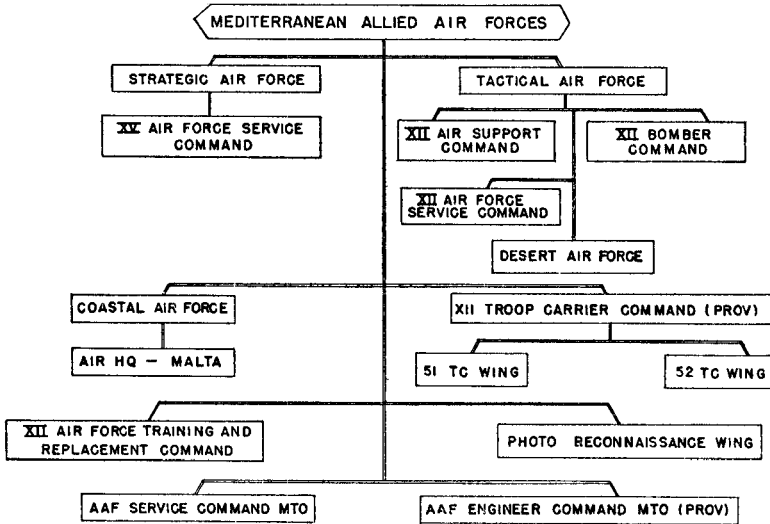 MEDITERRANEAN ALLIED AIR FORCES
STRATEGIC AIR FORCE
TACTICAL AIR FORCE
XV AIR FORCE SERVICE
COMMAND
XII AIR SUPPORT
COMMAND
XII BOMBER
COMMAND
XII AIR FORCE
SERVICE COMMAND
DESERT AIR FORCE
COASTAL AIR FORCE
XII TROOP CARRIER COMMAND (PROV)
AIR HQ — MALTA
51 TC WING
52 TC WING
XII AIR FORCE TRAINING AND
REPLACEMENT COMMAND
PHOTO RECONNAISSANCE WING
AAF SERVICE COMMAND MTO
AAF ENGINEER COMMAND MTO (PROV)